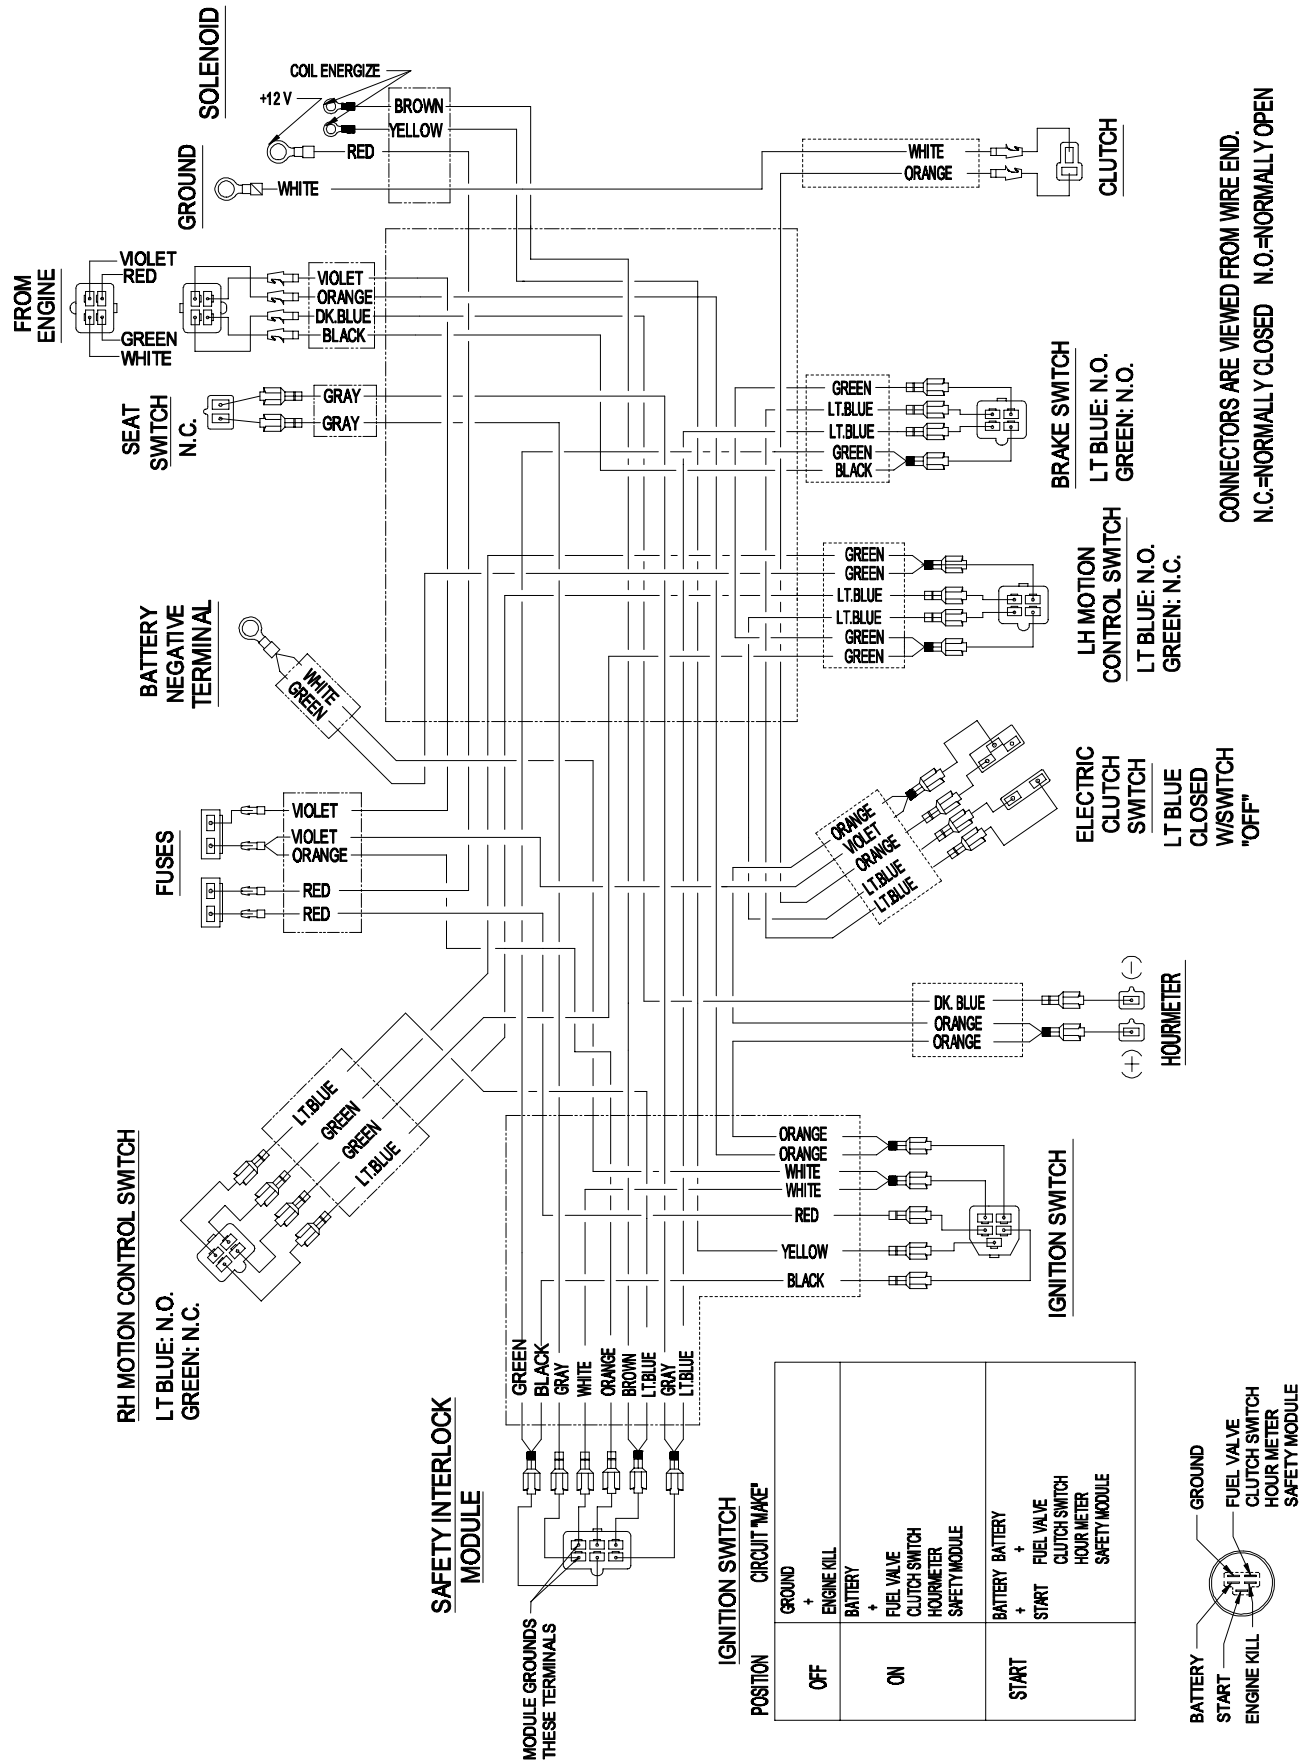 SOLENOID
COIL ENERGIZE
+12 V
BROWN
YELLOW
RED
GROUND
WHITE
WHITE
ORANGE
CLUTCH
FROM
ENGINE
VIOLET
RED
GREEN
WHITE
VIOLET
ORANGE
DK.BLUE
BLACK
SEAT
SWITCH
N.C.
GRAY
GRAY
GREEN
LT.BLUE
LT.BLUE
GREEN
BLACK
BRAKE SWITCH
LT BLUE: N.O.
GREEN: N.O.
CONNECTORS ARE VIEWED FROM WIRE END.
N.C.=NORMALLY CLOSED N.O.=NORMALLY OPEN
GREEN
GREEN
LT.BLUE
LT.BLUE
GREEN
GREEN
LH MOTION
CONTROL SWITCH
LT BLUE: N.O.
GREEN: N.C.
BATTERY
NEGATIVE
TERMINAL
WHITE
GREEN
FUSES
VIOLET
VIOLET
ORANGE
RED
RED
ORANGE
VIOLET
ORANGE
LT.BLUE
LT.BLUE
ELECTRIC
CLUTCH
SWITCH
LT BLUE
CLOSED
W/SWITCH
"OFF"
DK. BLUE
ORANGE
ORANGE
(-)
(+)
HOURMETER
RH MOTION CONTROL SWITCH
LT BLUE: N.O.
GREEN: N.C.
LT.BLUE
GREEN
GREEN
LT.BLUE
ORANGE
ORANGE
WHITE
WHITE
RED
YELLOW
BLACK
IGNITION SWITCH
SAFETY INTERLOCK
MODULE
GREEN
BLACK
GRAY
WHITE
ORANGE
BROWN
LT.BLUE
GRAY
LT.BLUE
MODULE GROUNDS
THESE TERMINALS
IGNITION SWITCH
POSITION CIRCUIT "MAKE"
OFF
GROUND
+
ENGINE KILL
ON
BATTERY
+
FUEL VALVE
CLUTCH SWITCH
HOURMETER
SAFETY MODULE
START
BATTERY BATTERY
+ +
START FUEL VALVE
CLUTCH SWITCH
HOUR METER
SAFETY MODULE
BATTERY
START
ENGINE KILL
GROUND
FUEL VALVE
CLUTCH SWITCH
HOUR METER
SAFETY MODULE